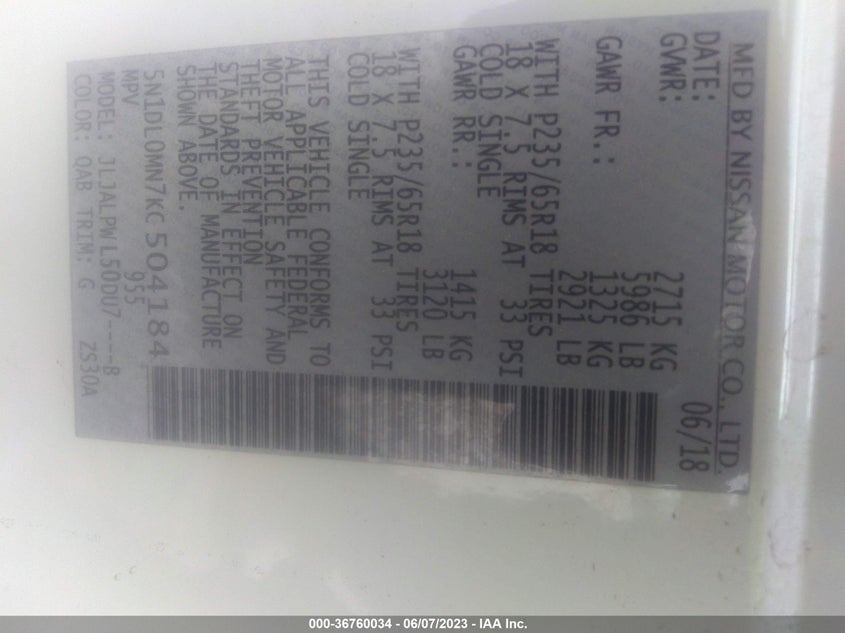 MFD BY NISSAN MOTOR CO., LTD.
DATE: 06/18
GVWR: 2715 KG
5986 LB
GAWR FR.: 1325 KG
2921 LB
WITH P235/65R18 TIRES
18 X 7.5 RIMS AT 33 PSI
COLD SINGLE
GAWR RR.: 1415 KG
3120 LB
WITH P235/65R18 TIRES
18 X 7.5 RIMS AT 33 PSI
COLD SINGLE
THIS VEHICLE CONFORMS TO
ALL APPLICABLE FEDERAL
MOTOR VEHICLE SAFETY AND
THEFT PREVENTION
STANDARDS IN EFFECT ON
THE DATE OF MANUFACTURE
SHOWN ABOVE.
5N1DL0MN7KC504184
MPV 955
MODEL: JLJALPWL50DU7----B
COLOR: QAB TRIM: G ZS30A
000-36760034 - 06/07/2023 - IAA Inc.